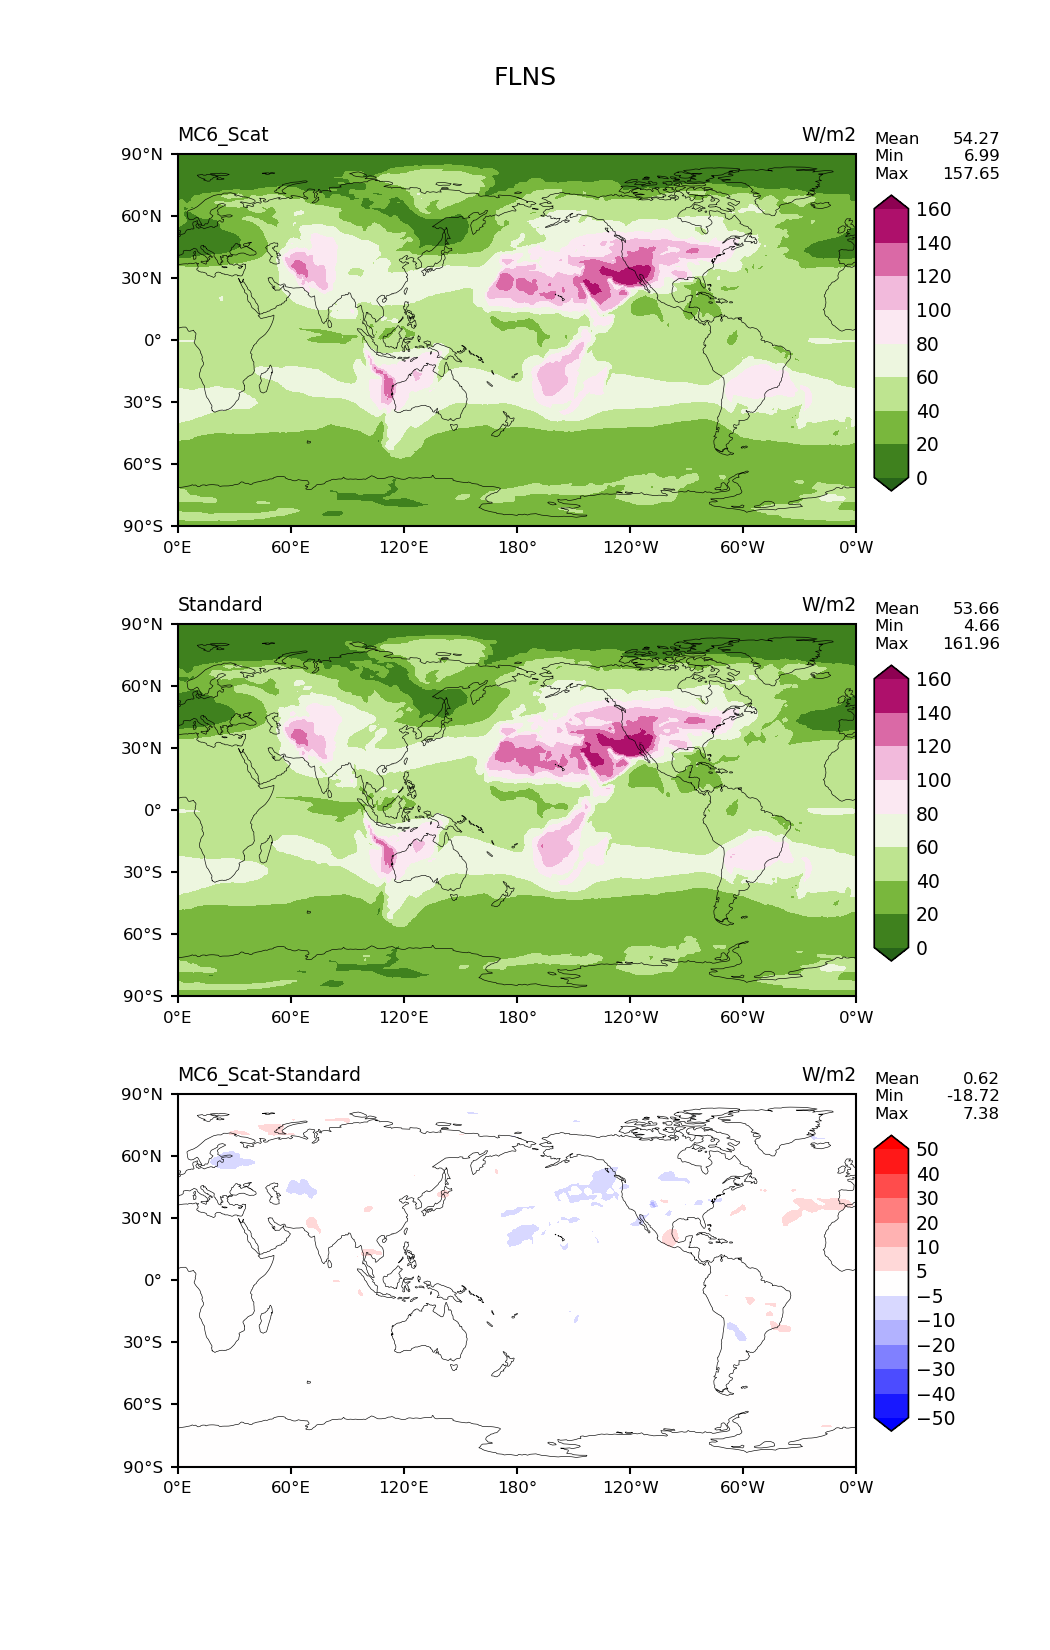 FLNS
MC6_Scat W/m2
Mean 54.27
Min 6.99
Max 157.65
90°N
60°N
30°N
0°
30°S
60°S
90°S
0°E 60°E 120°E 180° 120°W 60°W 0°W
160
140
120
100
80
60
40
20
0
Standard W/m2
Mean 53.66
Min 4.66
Max 161.96
90°N
60°N
30°N
0°
30°S
60°S
90°S
0°E 60°E 120°E 180° 120°W 60°W 0°W
160
140
120
100
80
60
40
20
0
MC6_Scat-Standard W/m2
Mean 0.62
Min -18.72
Max 7.38
90°N
60°N
30°N
0°
30°S
60°S
90°S
0°E 60°E 120°E 180° 120°W 60°W 0°W
50
40
30
20
10
5
−5
−10
−20
−30
−40
−50